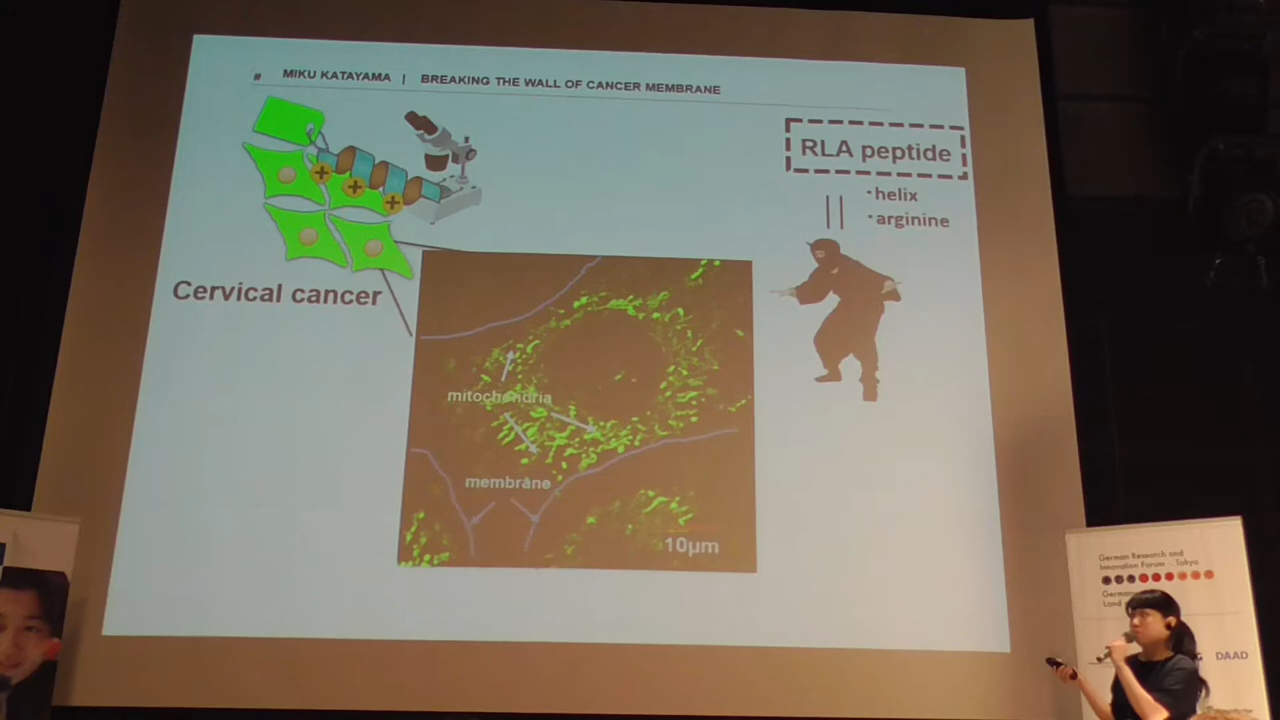 # MIKU KATAYAMA | BREAKING THE WALL OF CANCER MEMBRANE
RLA peptide
·helix
·arginine
Cervical cancer
mitochondria
membrane
10µm
German Research and
Innovation Forum Tokyo
Land
DAAD